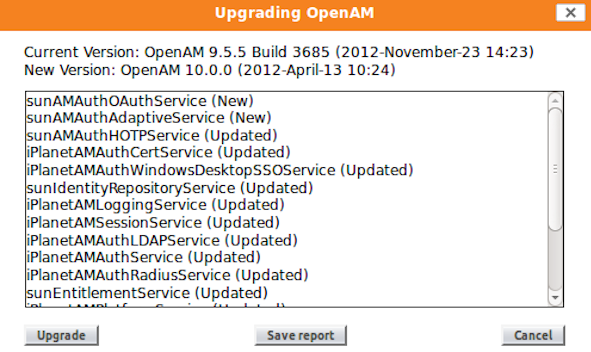 Upgrading OpenAM
Current Version: OpenAM 9.5.5 Build 3685 (2012-November-23 14:23)
New Version: OpenAM 10.0.0 (2012-April-13 10:24)
sunAMAuthOAuthService (New)
sunAMAuthAdaptiveService (New)
sunAMAuthHOTPService (Updated)
iPlanetAMAuthCertService (Updated)
iPlanetAMAuthWindowsDesktopSSOService (Updated)
sunIdentityRepositoryService (Updated)
iPlanetAMLoggingService (Updated)
iPlanetAMSessionService (Updated)
iPlanetAMAuthLDAPService (Updated)
iPlanetAMAuthService (Updated)
iPlanetAMAuthRadiusService (Updated)
sunEntitlementService (Updated)
Upgrade
Save report
Cancel